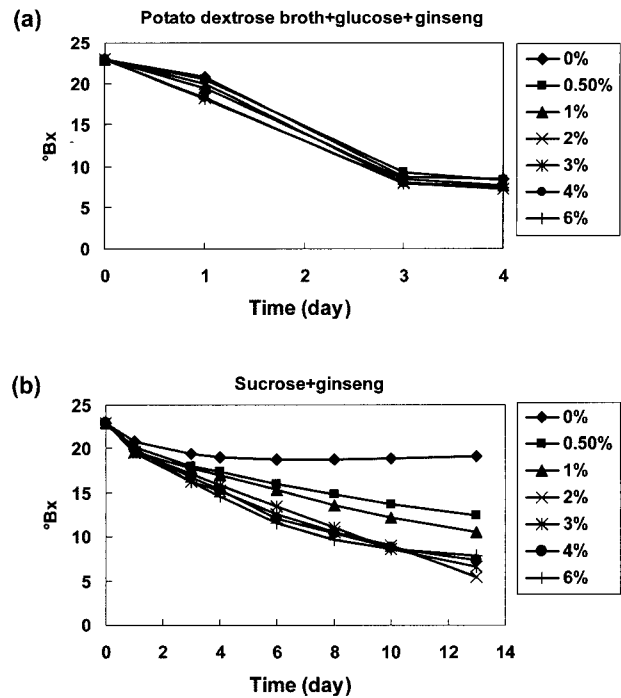 (a)
Potato dextrose broth+glucose+ginseng
25
20
15
10
5
0
°Bx
0 1 2 3 4
Time (day)
0%
0.50%
1%
2%
3%
4%
6%
(b)
Sucrose+ginseng
25
20
15
10
5
0
°Bx
0 2 4 6 8 10 12 14
Time (day)
0%
0.50%
1%
2%
3%
4%
6%